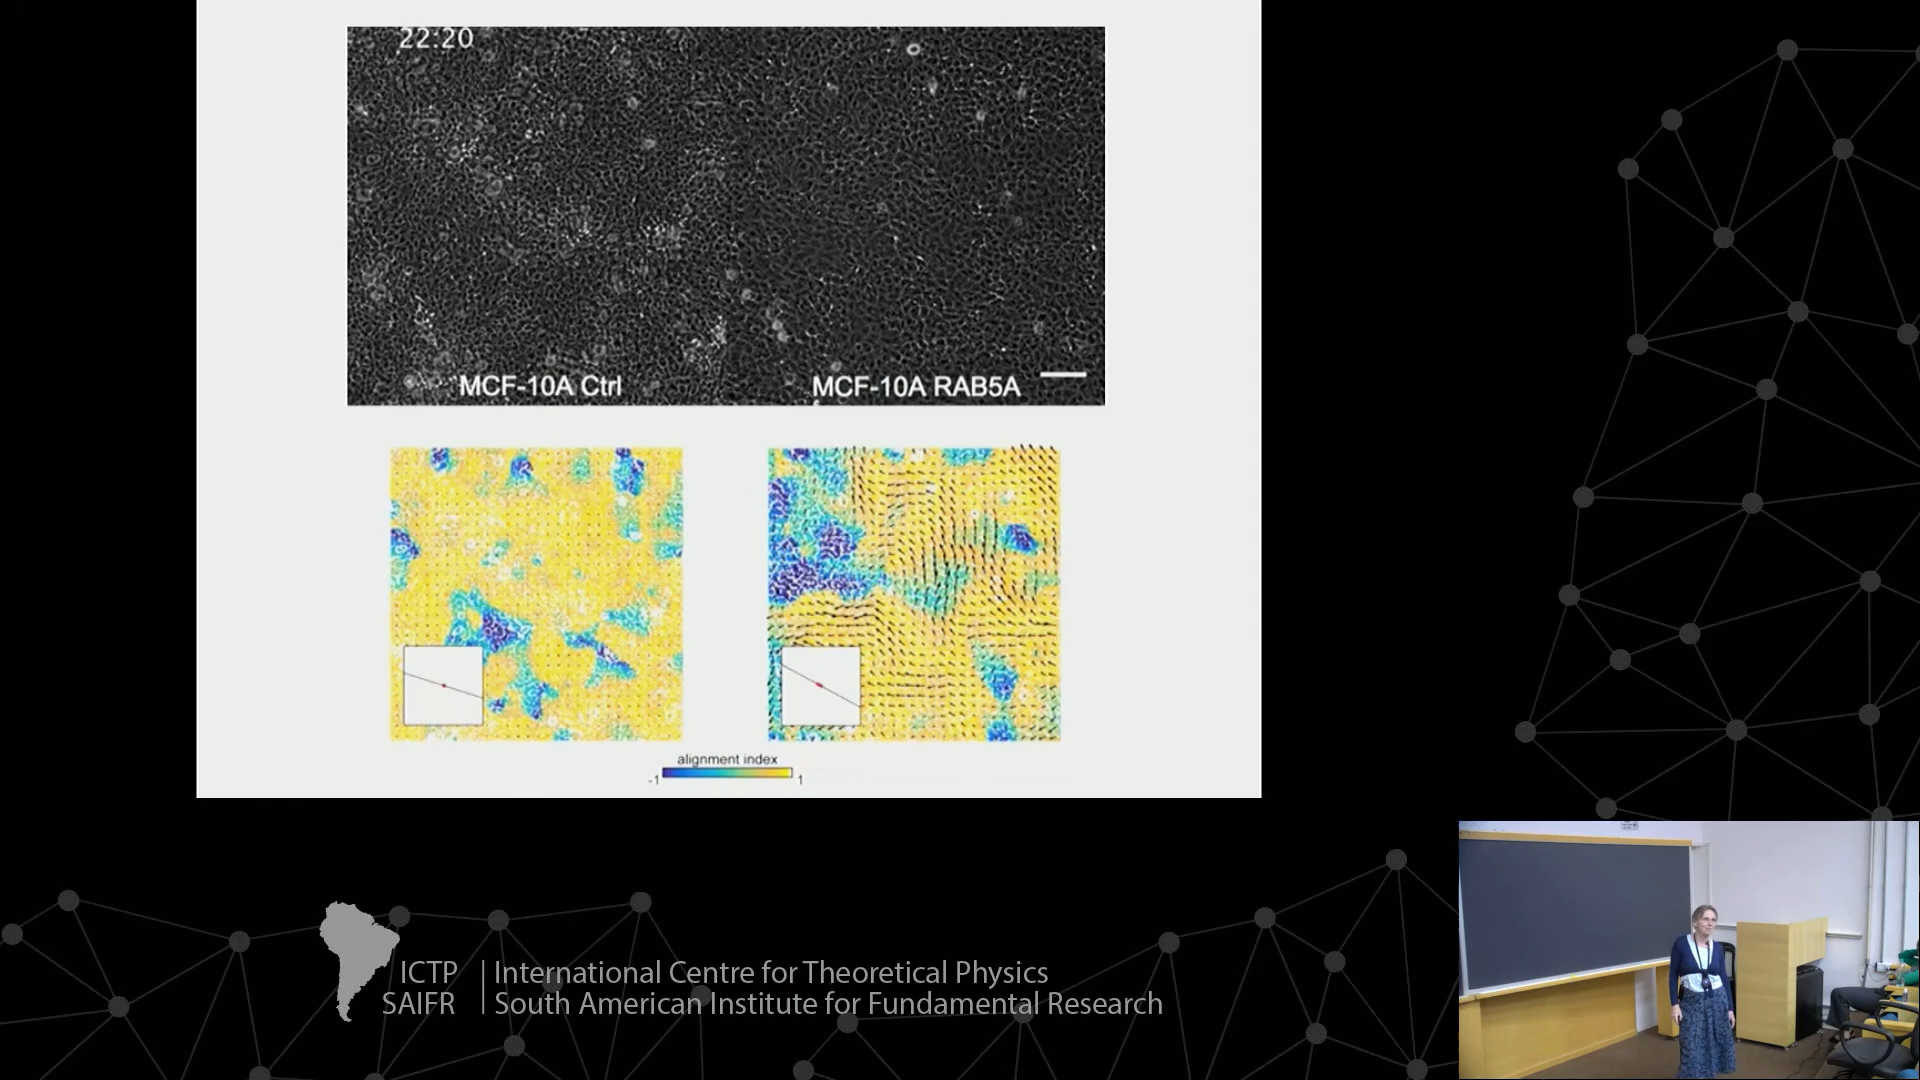 22:20
MCF-10A Ctrl
MCF-10A RAB5A
alignment index
-1
1
ICTP
SAIFR
International Centre for Theoretical Physics
South American Institute for Fundamental Research